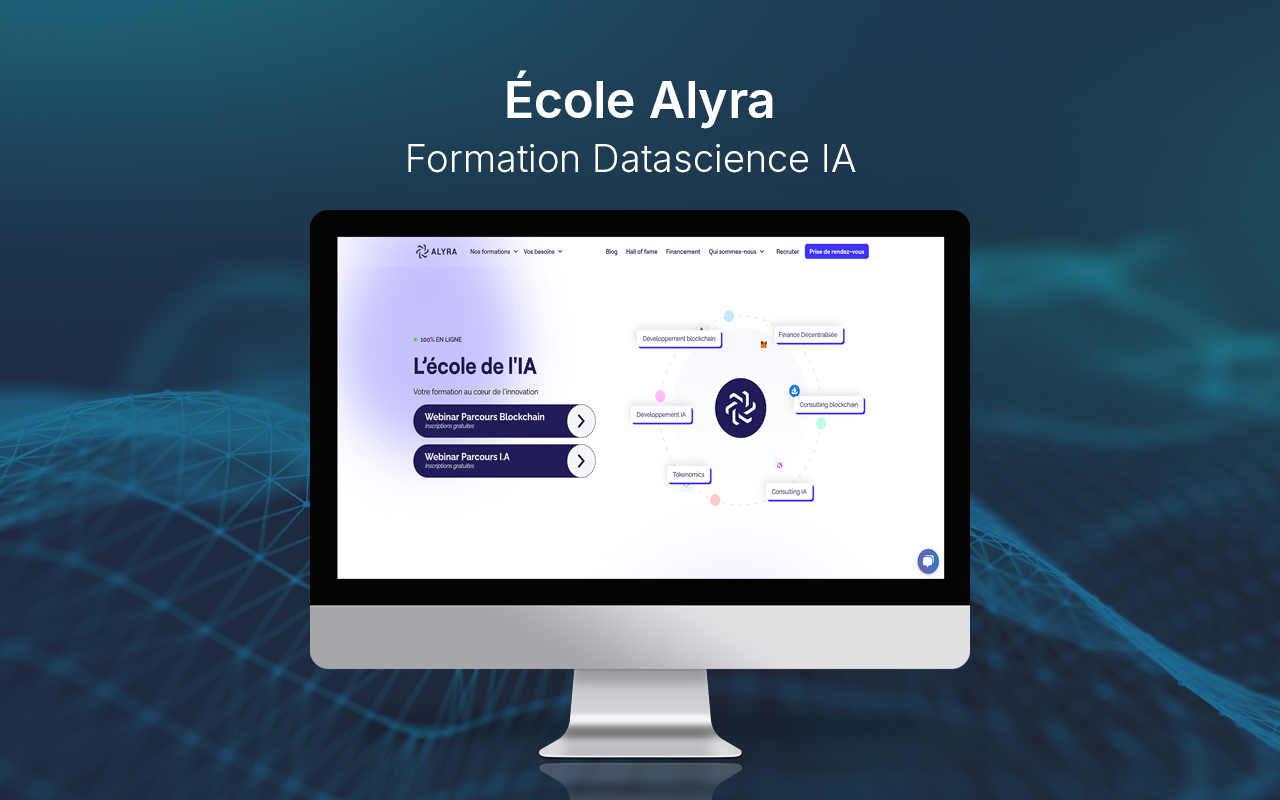 École Alyra
Formation Datascience IA
ALYRA Nos formations Vos besoins Blog Hall of fame Financement Qui sommes-nous Recruter Prise de rendez-vous
100% EN LIGNE
L'école de l'IA
Votre formation au cœur de l'innovation
Webinar Parcours Blockchain
Inscriptions gratuites
Webinar Parcours I.A
Inscriptions gratuites
Développement blockchain
Finance Décentralisée
Développement IA
Consulting blockchain
Tokenomics
Consulting IA